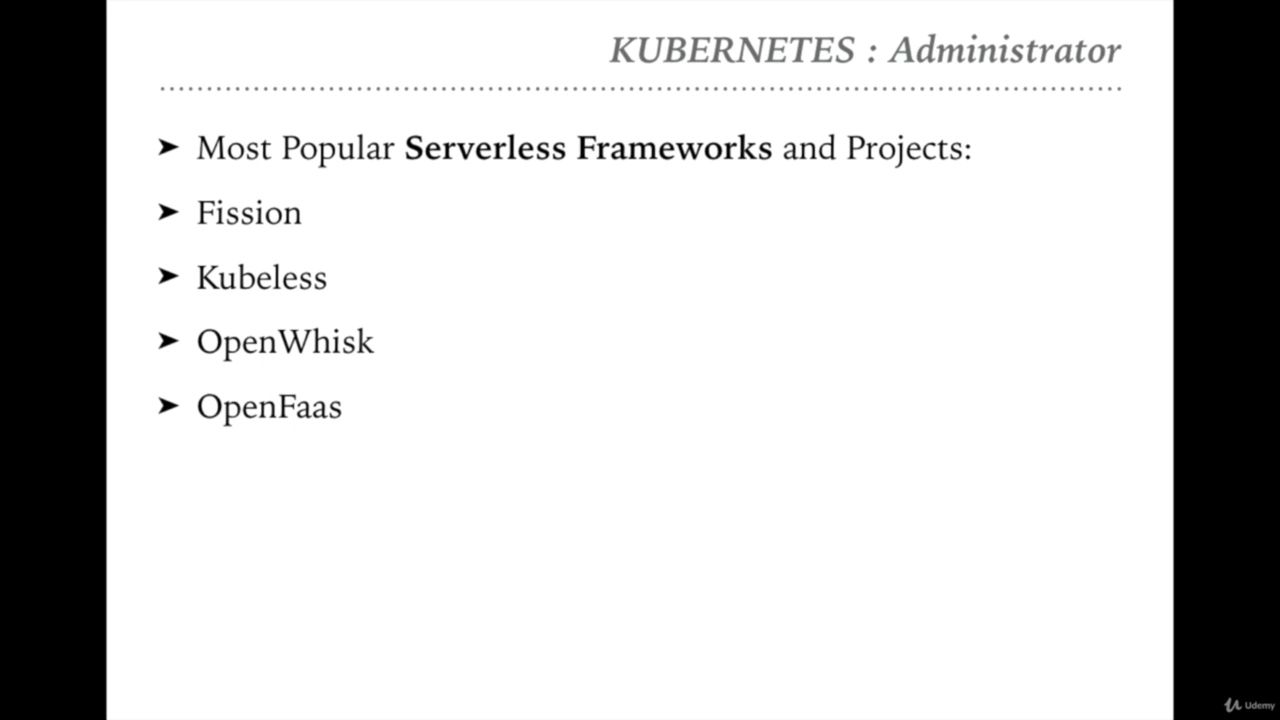 KUBERNETES : Administrator
➤ Most Popular Serverless Frameworks and Projects:
➤ Fission
➤ Kubeless
➤ OpenWhisk
➤ OpenFaas
Udemy